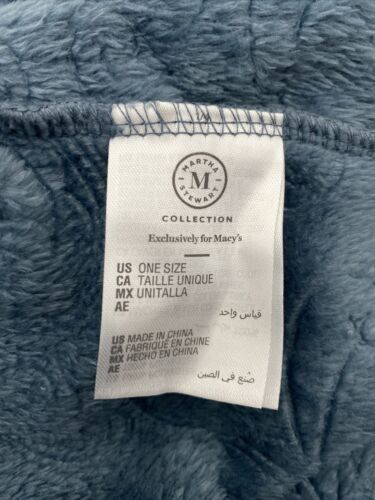 MARTHA
M
STEWART
COLLECTION
Exclusively for Macy's
US ONE SIZE
CA TAILLE UNIQUE
MX UNITALLA
AE قياس واحد
US MADE IN CHINA
CA FABRIQUÉ EN CHINE
MX HECHO EN CHINA
AE صُنع في الصين